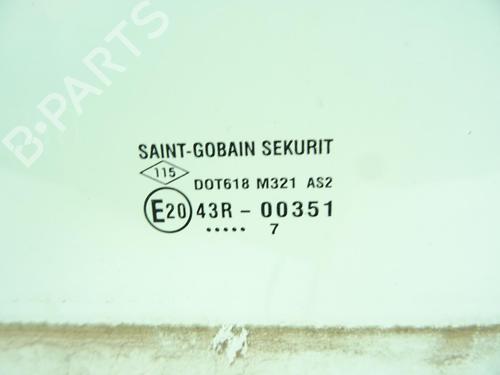 B-PARTS
SAINT-GOBAIN SEKURIT
115
DOT618 M321 AS2
E20 43R - 00351
..... 7